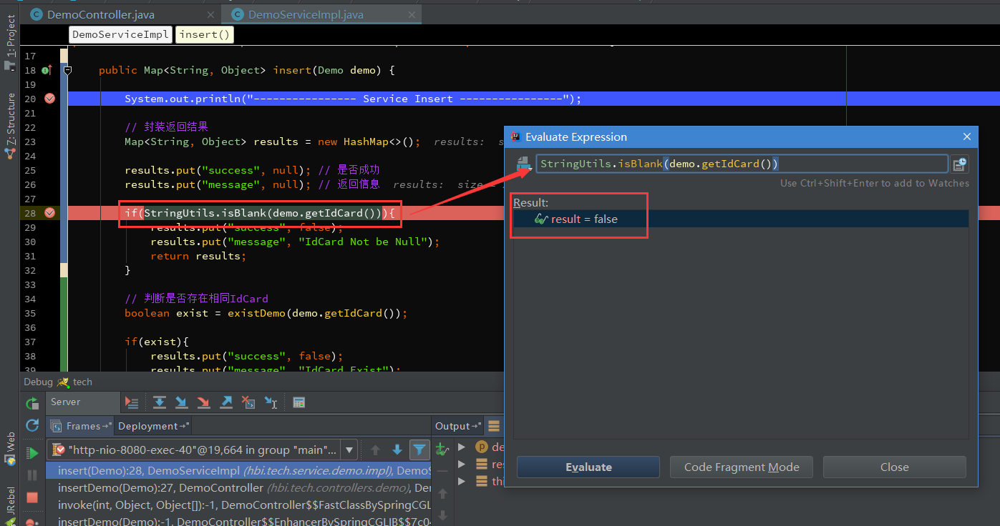 DemoController.java
DemoServiceImpl.java
1: Project
Z: Structure
Web
JRebel
DemoServiceImpl
insert()
17
18 public Map<String, Object> insert(Demo demo) {
19
20 System.out.println("---------------- Service Insert ----------------");
21
22 // 封装返回结果
23 Map<String, Object> results = new HashMap<>(); results: s
24
25 results.put("success", null); // 是否成功
26 results.put("message", null); // 返回信息 results: size =
27
28 if(StringUtils.isBlank(demo.getIdCard())){
29 results.put("success", false);
30 results.put("message", "IdCard Not be Null");
31 return results;
32 }
33
34 // 判断是否存在相同IdCard
35 boolean exist = existDemo(demo.getIdCard());
36
37 if(exist){
38 results.put("success", false);
39 results.put("message", "IdCard Exist");
Evaluate Expression
StringUtils.isBlank(demo.getIdCard())
Use Ctrl+Shift+Enter to add to Watches
Result:
result = false
Evaluate
Code Fragment Mode
Close
Debug tech
Server
Frames→"
Deployment→"
Output→"
"http-nio-8080-exec-40"@19,664 in group "main"...
insert(Demo):28, DemoServiceImpl (hbi.tech.service.demo.impl), DemoS
insertDemo(Demo):27, DemoController (hbi.tech.controllers.demo), Der
invoke(int, Object, Object[]):-1, DemoController$$FastClassBySpringCGL
insertDemo(Demo):-1, DemoController$$EnhancerBySpringCGLIB$$7c04
p de
res
thi